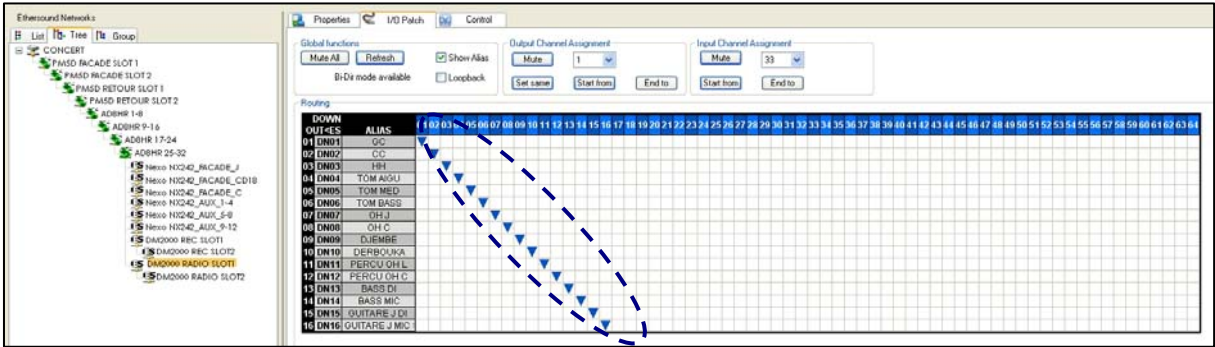 Ethersound Networks
List Tree Group
CONCERT
PM5D FACADE SLOT 1
PM5D FACADE SLOT 2
PM5D RETOUR SLOT 1
PM5D RETOUR SLOT 2
AD8HR 1-8
AD8HR 9-16
AD8HR 17-24
AD8HR 25-32
Nexo NX242_FACADE_J
Nexo NX242_FACADE_CD18
Nexo NX242_FACADE_C
Nexo NX242_AUX_1-4
Nexo NX242_AUX_5-8
Nexo NX242_AUX_9-12
DM2000 REC SLOT1
DM2000 REC SLOT2
DM2000 RADIO SLOT1
DM2000 RADIO SLOT2
Properties I/O Patch Control
Global functions
Mute All Refresh Show Alias
Bi-Dir mode available Loopback
Output Channel Assignment
Mute 1
Set same Start from End to
Input Channel Assignment
Mute 33
Start from End to
Routing
DOWN
OUT<ES ALIAS 02 03 05 06 07 08 09 10 11 12 13 14 15 16 17 18 19 20 21 22 23 24 25 26 27 28 29 30 31 32 33 34 35 36 37 38 39 40 41 42 43 44 45 46 47 48 49 50 51 52 53 54 55 56 57 58 59 60 61 62 63 64
01 DN01 GC
02 DN02 CC
03 DN03 HH
04 DN04 TOM AIGU
05 DN05 TOM MED
06 DN06 TOM BASS
07 DN07 OH J
08 DN08 OH C
09 DN09 DJEMBE
10 DN10 DERBOUKA
11 DN11 PERCU OH L
12 DN12 PERCU OH C
13 DN13 BASS DI
14 DN14 BASS MIC
15 DN15 GUITARE J DI
16 DN16 GUITARE J MIC